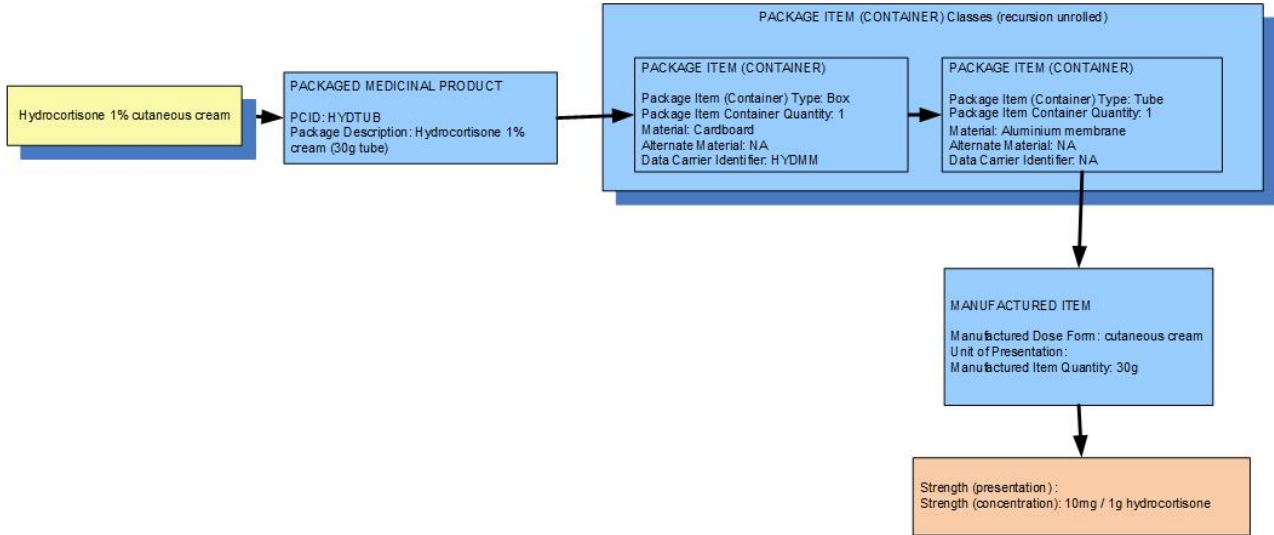 PACKAGE ITEM (CONTAINER) Classes (recursion unrolled)
Hydrocortisone 1% cutaneous cream
PACKAGED MEDICINAL PRODUCT
PCID: HYDTUB
Package Description: Hydrocortisone 1%
cream (30g tube)
PACKAGE ITEM (CONTAINER)
Package Item (Container) Type: Box
Package Item Container Quantity: 1
Material: Cardboard
Alternate Material: NA
Data Carrier Identifier: HYDMM
PACKAGE ITEM (CONTAINER)
Package Item (Container) Type: Tube
Package Item Container Quantity: 1
Material: Aluminium membrane
Alternate Material: NA
Data Carrier Identifier: NA
MANUFACTURED ITEM
Manufactured Dose Form: cutaneous cream
Unit of Presentation:
Manufactured Item Quantity: 30g
Strength (presentation) :
Strength (concentration): 10mg / 1g hydrocortisone